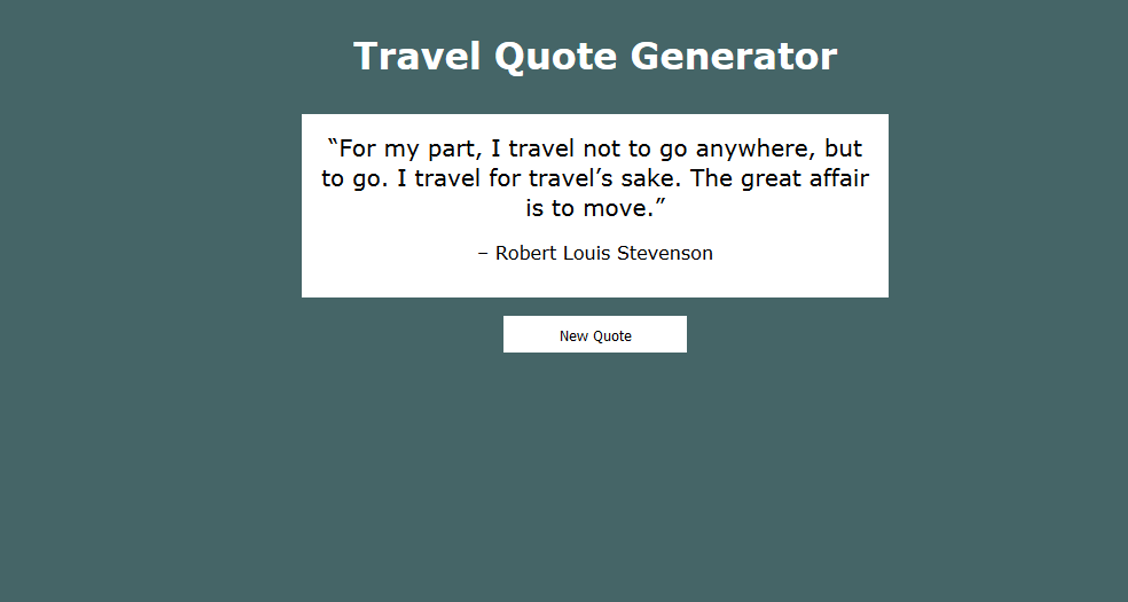 Travel Quote Generator
“For my part, I travel not to go anywhere, but
to go. I travel for travel’s sake. The great affair
is to move.”
– Robert Louis Stevenson
New Quote